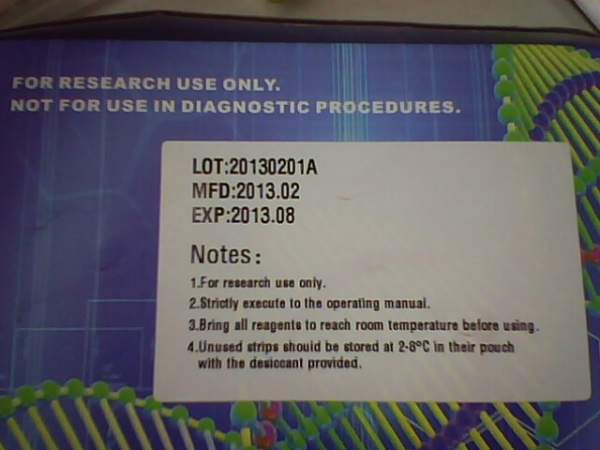 FOR RESEARCH USE ONLY.
NOT FOR USE IN DIAGNOSTIC PROCEDURES.
LOT:20130201A
MFD:2013.02
EXP:2013.08
Notes:
1.For research use only.
2.Strictly execute to the operating manual.
3.Bring all reagents to reach room temperature before using.
4.Unused strips should be stored at 2-8°C in their pouch
with the desiccant provided.